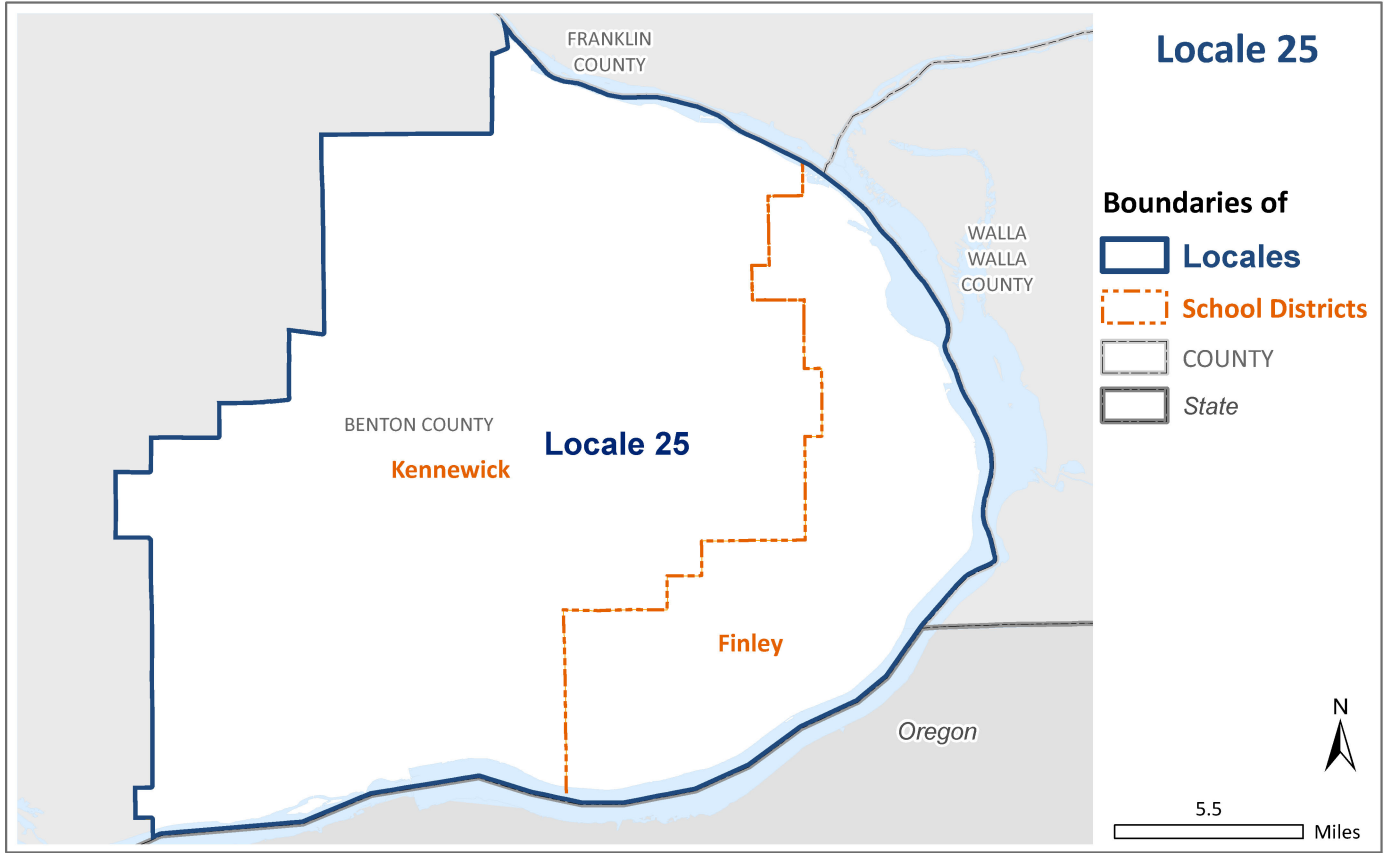 FRANKLIN
COUNTY
WALLA
WALLA
COUNTY
BENTON COUNTY
Locale 25
Kennewick
Finley
Oregon
Locale 25
Boundaries of
Locales
School Districts
COUNTY
State
N
5.5
Miles